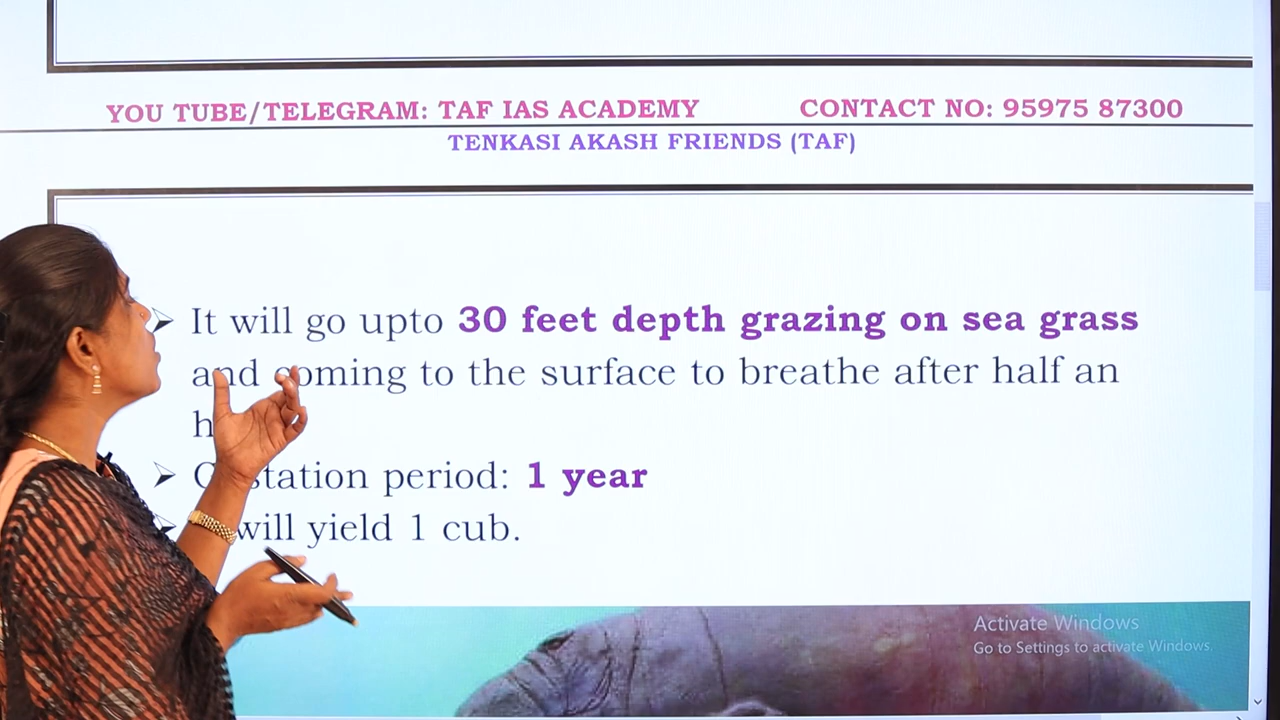 YOU TUBE/TELEGRAM: TAF IAS ACADEMY CONTACT NO: 95975 87300
TENKASI AKASH FRIENDS (TAF)
➢ It will go upto 30 feet depth grazing on sea grass
and coming to the surface to breathe after half an
h
➢ Gestation period: 1 year
➢ will yield 1 cub.
Activate Windows
Go to Settings to activate Windows.